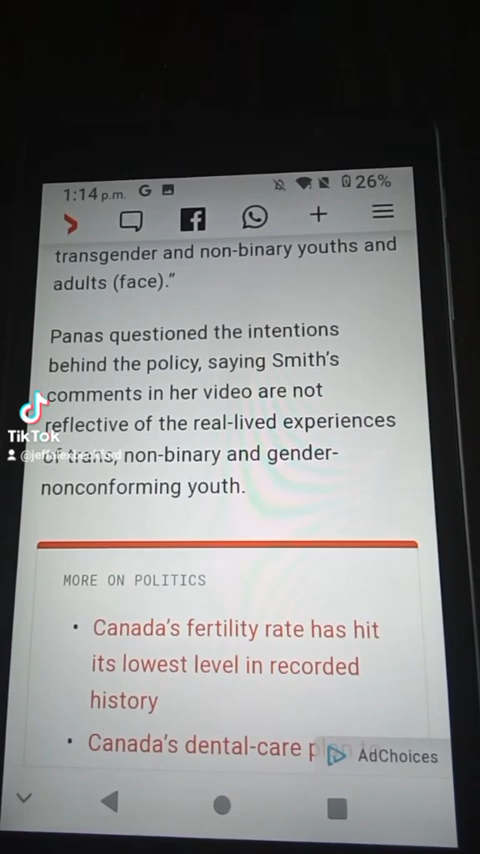 1:14 p.m. G 26%
transgender and non-binary youths and
adults (face)."
Panas questioned the intentions
behind the policy, saying Smith's
comments in her video are not
reflective of the real-lived experiences
of trans, non-binary and gender-
nonconforming youth.
TikTok
MORE ON POLITICS
• Canada's fertility rate has hit
its lowest level in recorded
history
• Canada's dental-care plan to
AdChoices